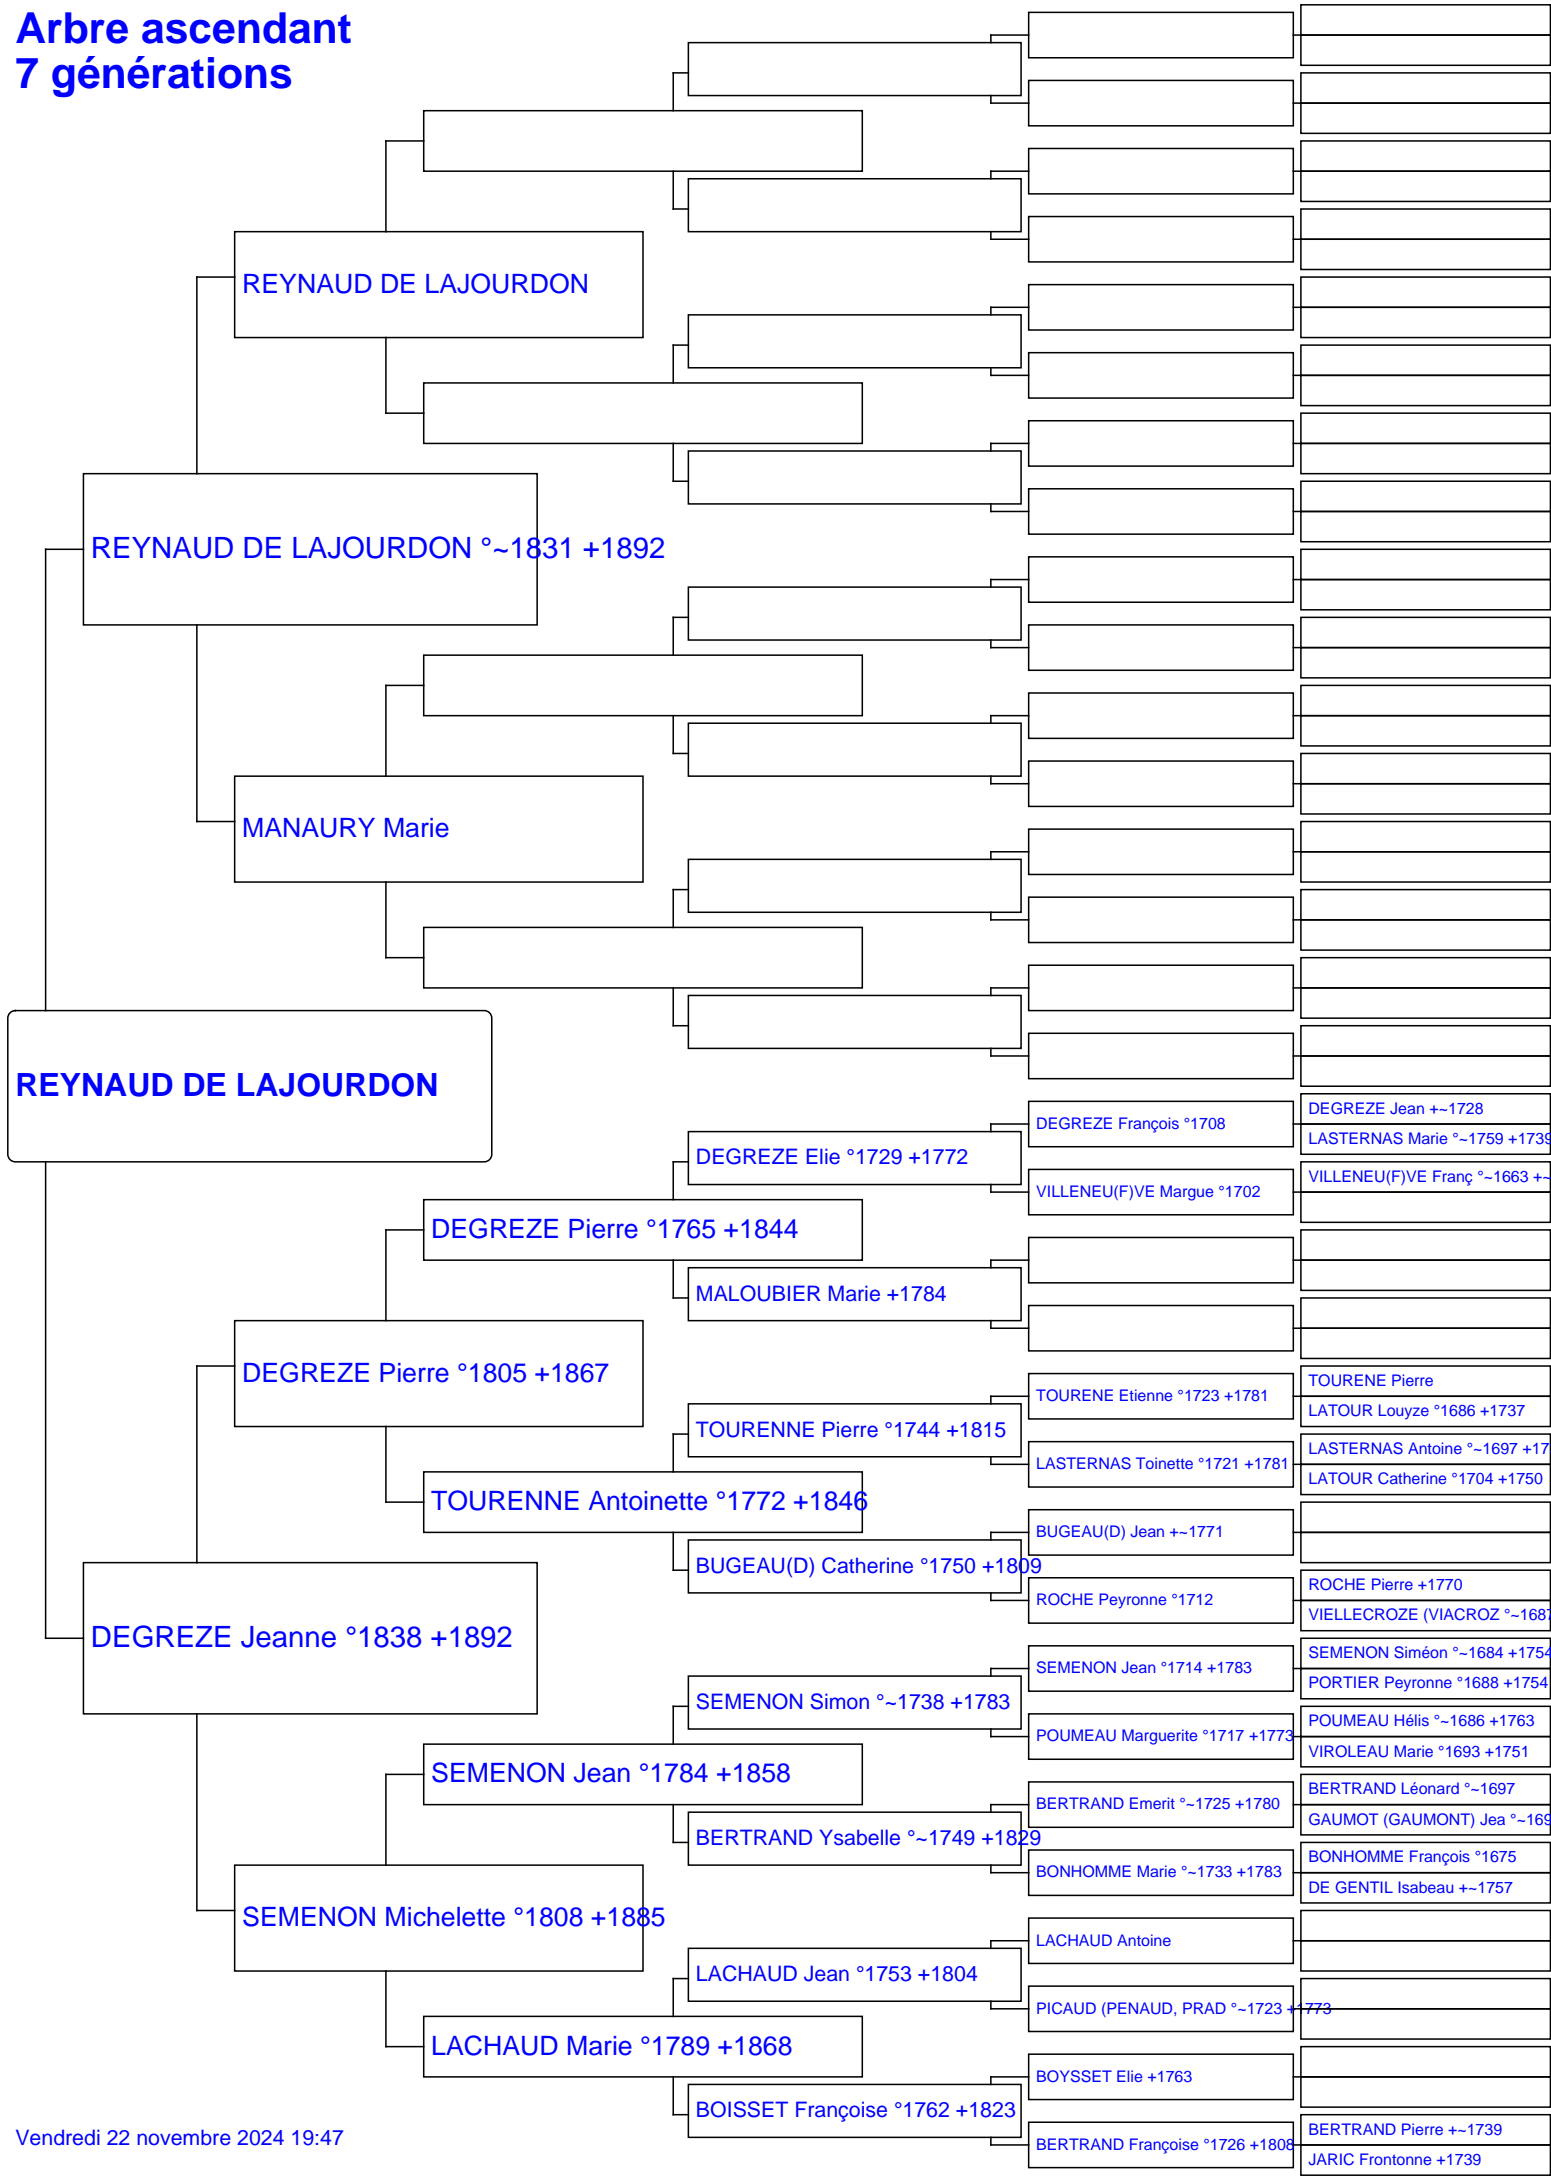 Arbre ascendant
7 générations
REYNAUD DE LAJOURDON
REYNAUD DE LAJOURDON °~1831 +1892
MANAURY Marie
REYNAUD DE LAJOURDON
DEGREZE Jean +~1728
DEGREZE François °1708
LASTERNAS Marie °~1759 +1739
DEGREZE Elie °1729 +1772
VILLENEU(F)VE Franç °~1663 +~
VILLENEU(F)VE Margue °1702
DEGREZE Pierre °1765 +1844
MALOUBIER Marie +1784
DEGREZE Pierre °1805 +1867
TOURENE Pierre
TOURENE Etienne °1723 +1781
LATOUR Louyze °1686 +1737
TOURENNE Pierre °1744 +1815
LASTERNAS Antoine °~1697 +17
LASTERNAS Toinette °1721 +1781
LATOUR Catherine °1704 +1750
TOURENNE Antoinette °1772 +1846
BUGEAU(D) Jean +~1771
BUGEAU(D) Catherine °1750 +1809
ROCHE Pierre +1770
ROCHE Peyronne °1712
VIELLECROZE (VIACROZ °~1687
DEGREZE Jeanne °1838 +1892
SEMENON Siméon °~1684 +1754
SEMENON Jean °1714 +1783
PORTIER Peyronne °1688 +1754
SEMENON Simon °~1738 +1783
POUMEAU Hélis °~1686 +1763
POUMEAU Marguerite °1717 +1773
VIROLEAU Marie °1693 +1751
SEMENON Jean °1784 +1858
BERTRAND Léonard °~1697
BERTRAND Emerit °~1725 +1780
GAUMOT (GAUMONT) Jea °~169
BERTRAND Ysabelle °~1749 +1829
BONHOMME François °1675
BONHOMME Marie °~1733 +1783
DE GENTIL Isabeau +~1757
SEMENON Michelette °1808 +1885
LACHAUD Antoine
LACHAUD Jean °1753 +1804
PICAUD (PENAUD, PRAD °~1723 +1773
LACHAUD Marie °1789 +1868
BOYSSET Elie +1763
BOISSET Françoise °1762 +1823
BERTRAND Pierre +~1739
BERTRAND Françoise °1726 +1808
JARIC Frontonne +1739
Vendredi 22 novembre 2024 19:47